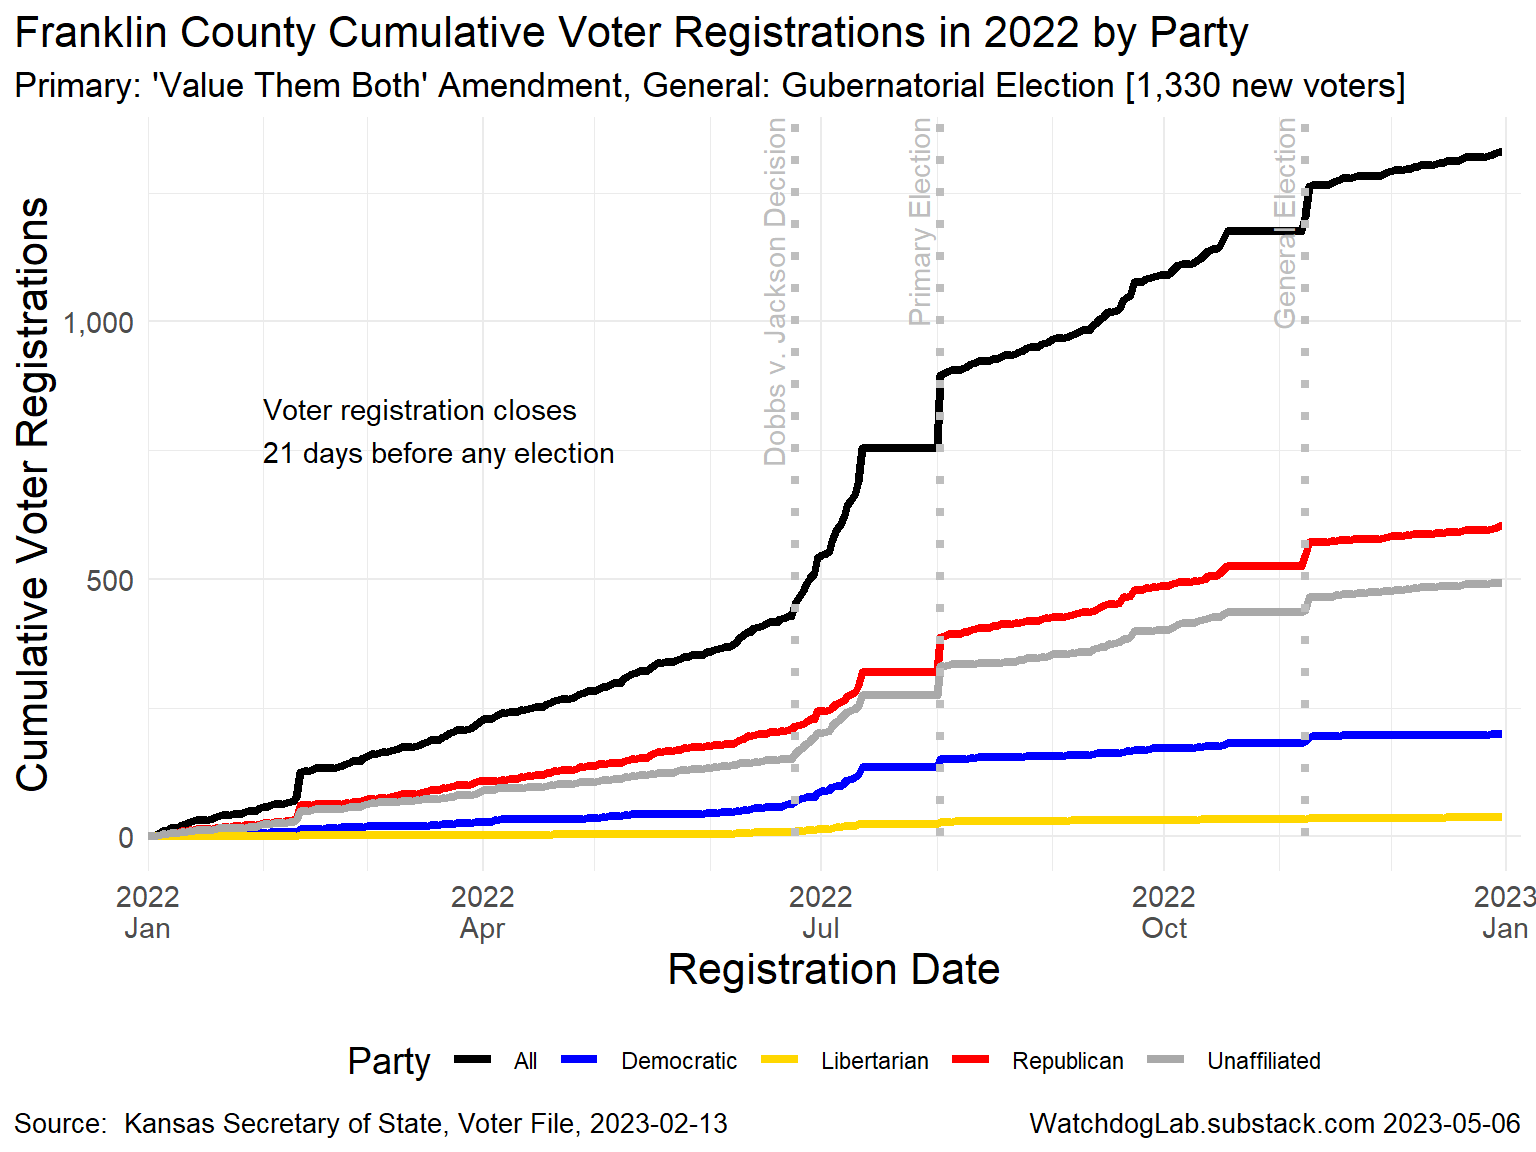 Franklin County Cumulative Voter Registrations in 2022 by Party
Primary: 'Value Them Both' Amendment, General: Gubernatorial Election [1,330 new voters]
Cumulative Voter Registrations
1,000
500
0
Dobbs v. Jackson Decision
Primary Election
General Election
Voter registration closes
21 days before any election
2022 Jan
2022 Apr
2022 Jul
2022 Oct
2023 Jan
Registration Date
Party All Democratic Libertarian Republican Unaffiliated
Source:  Kansas Secretary of State, Voter File, 2023-02-13
WatchdogLab.substack.com 2023-05-06